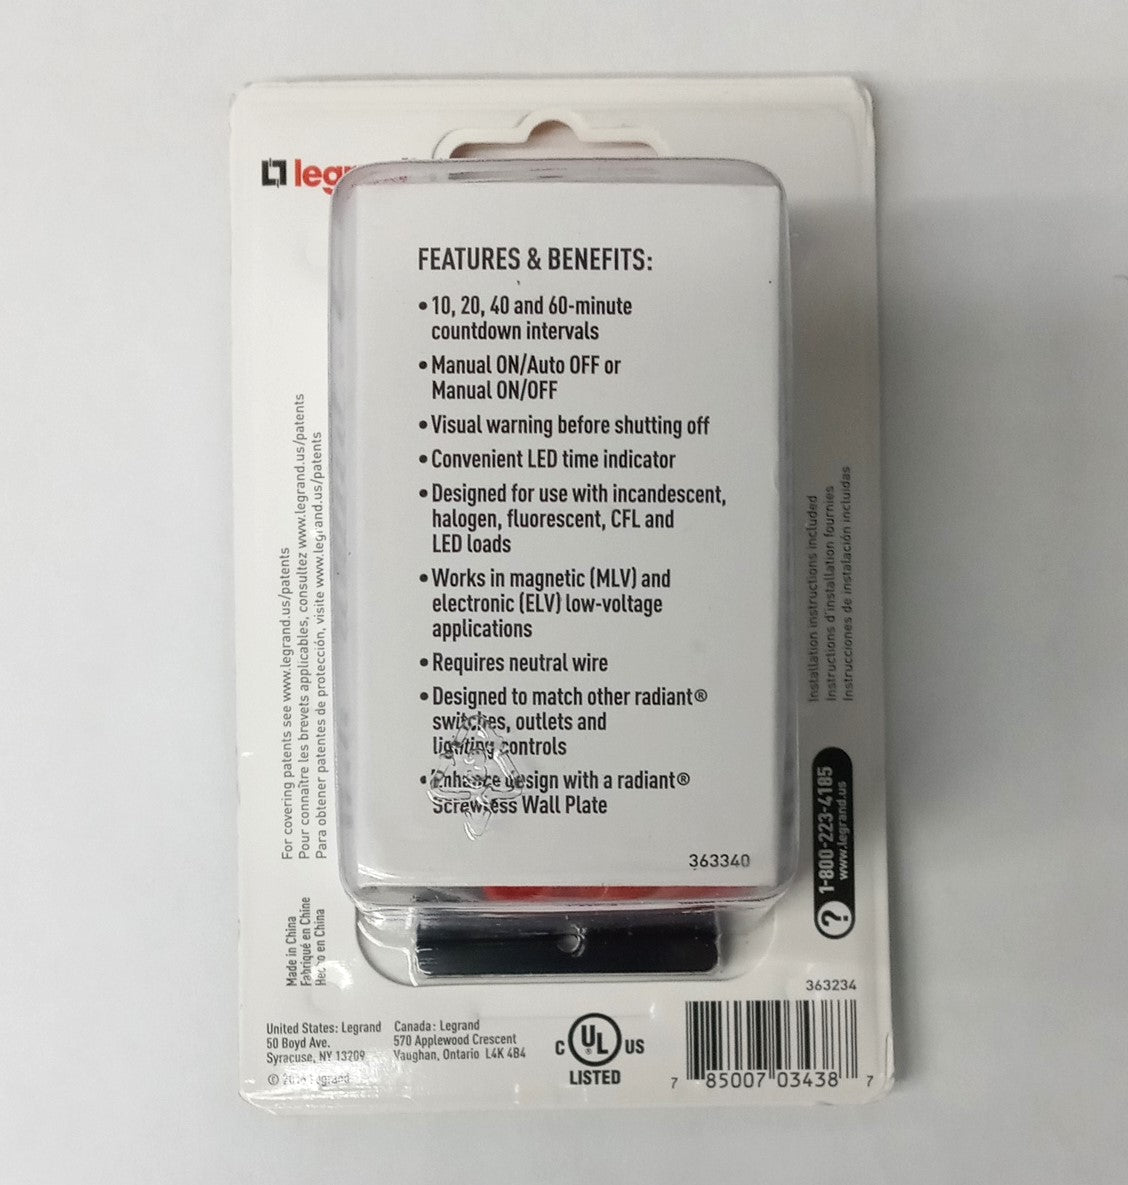 legr
FEATURES & BENEFITS:
• 10, 20, 40 and 60-minute
countdown intervals
• Manual ON/Auto OFF or
Manual ON/OFF
• Visual warning before shutting off
• Convenient LED time indicator
• Designed for use with incandescent,
halogen, fluorescent, CFL and
LED loads
• Works in magnetic (MLV) and
electronic (ELV) low-voltage
applications
• Requires neutral wire
• Designed to match other radiant®
switches, outlets and
lighting controls
• Enhance design with a radiant®
Screwless Wall Plate
363340
For covering patents see www.legrand.us/patents
Pour connaître les brevets applicables, consultez www.legrand.us/patents
Para obtener patentes de protección, visite www.legrand.us/patents
Made in China
Fabriqué en Chine
Hecho en China
Installation instructions included
Instructions d'installation fournies
Instrucciones de instalación incluidas
? 1-800-223-4185
www.legrand.us
363234
United States: Legrand
50 Boyd Ave.
Syracuse, NY 13209
Canada: Legrand
570 Applewood Crescent
Vaughan, Ontario L4K 4B4
© Legrand
C UL ® US
LISTED
7 85007 03438 7